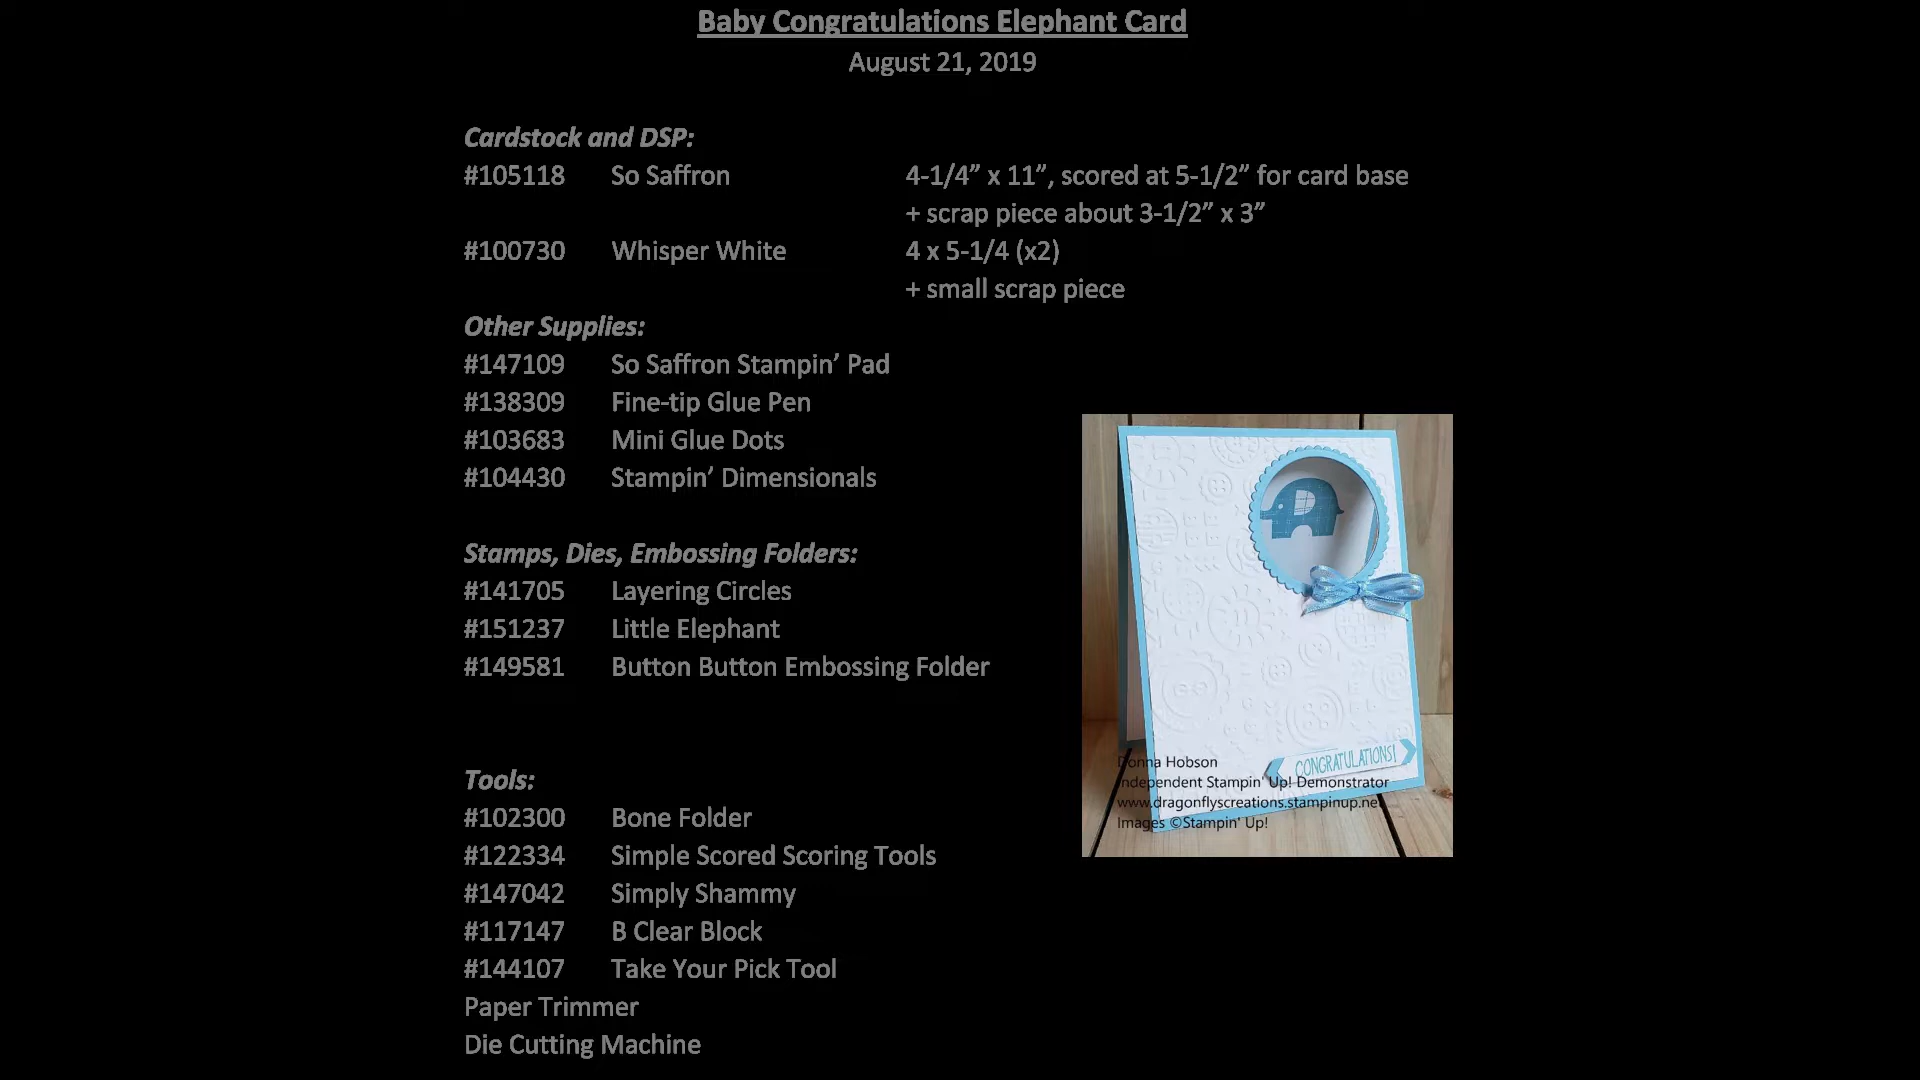 Baby Congratulations Elephant Card
August 21, 2019
Cardstock and DSP:
#105118 So Saffron 4-1/4” x 11”, scored at 5-1/2” for card base
+ scrap piece about 3-1/2” x 3”
#100730 Whisper White 4 x 5-1/4 (x2)
+ small scrap piece
Other Supplies:
#147109 So Saffron Stampin’ Pad
#138309 Fine-tip Glue Pen
#103683 Mini Glue Dots
#104430 Stampin’ Dimensionals
Stamps, Dies, Embossing Folders:
#141705 Layering Circles
#151237 Little Elephant
#149581 Button Button Embossing Folder
CONGRATULATIONS!
Donna Hobson
Independent Stampin' Up! Demonstrator
www.dragonflyscreations.stampinup.net
Images ©Stampin' Up!
Tools:
#102300 Bone Folder
#122334 Simple Scored Scoring Tools
#147042 Simply Shammy
#117147 B Clear Block
#144107 Take Your Pick Tool
Paper Trimmer
Die Cutting Machine